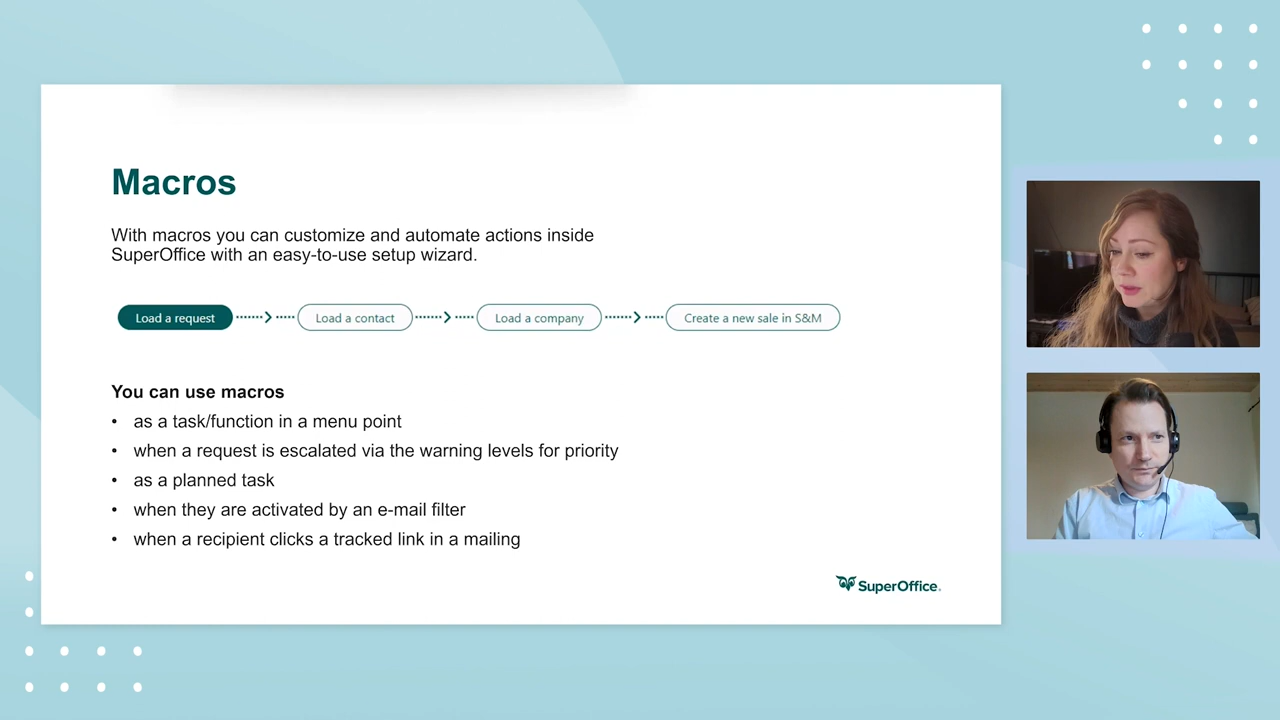 Macros
With macros you can customize and automate actions inside
SuperOffice with an easy-to-use setup wizard.
Load a request
Load a contact
Load a company
Create a new sale in S&M
You can use macros
• as a task/function in a menu point
• when a request is escalated via the warning levels for priority
• as a planned task
• when they are activated by an e-mail filter
• when a recipient clicks a tracked link in a mailing
SuperOffice.